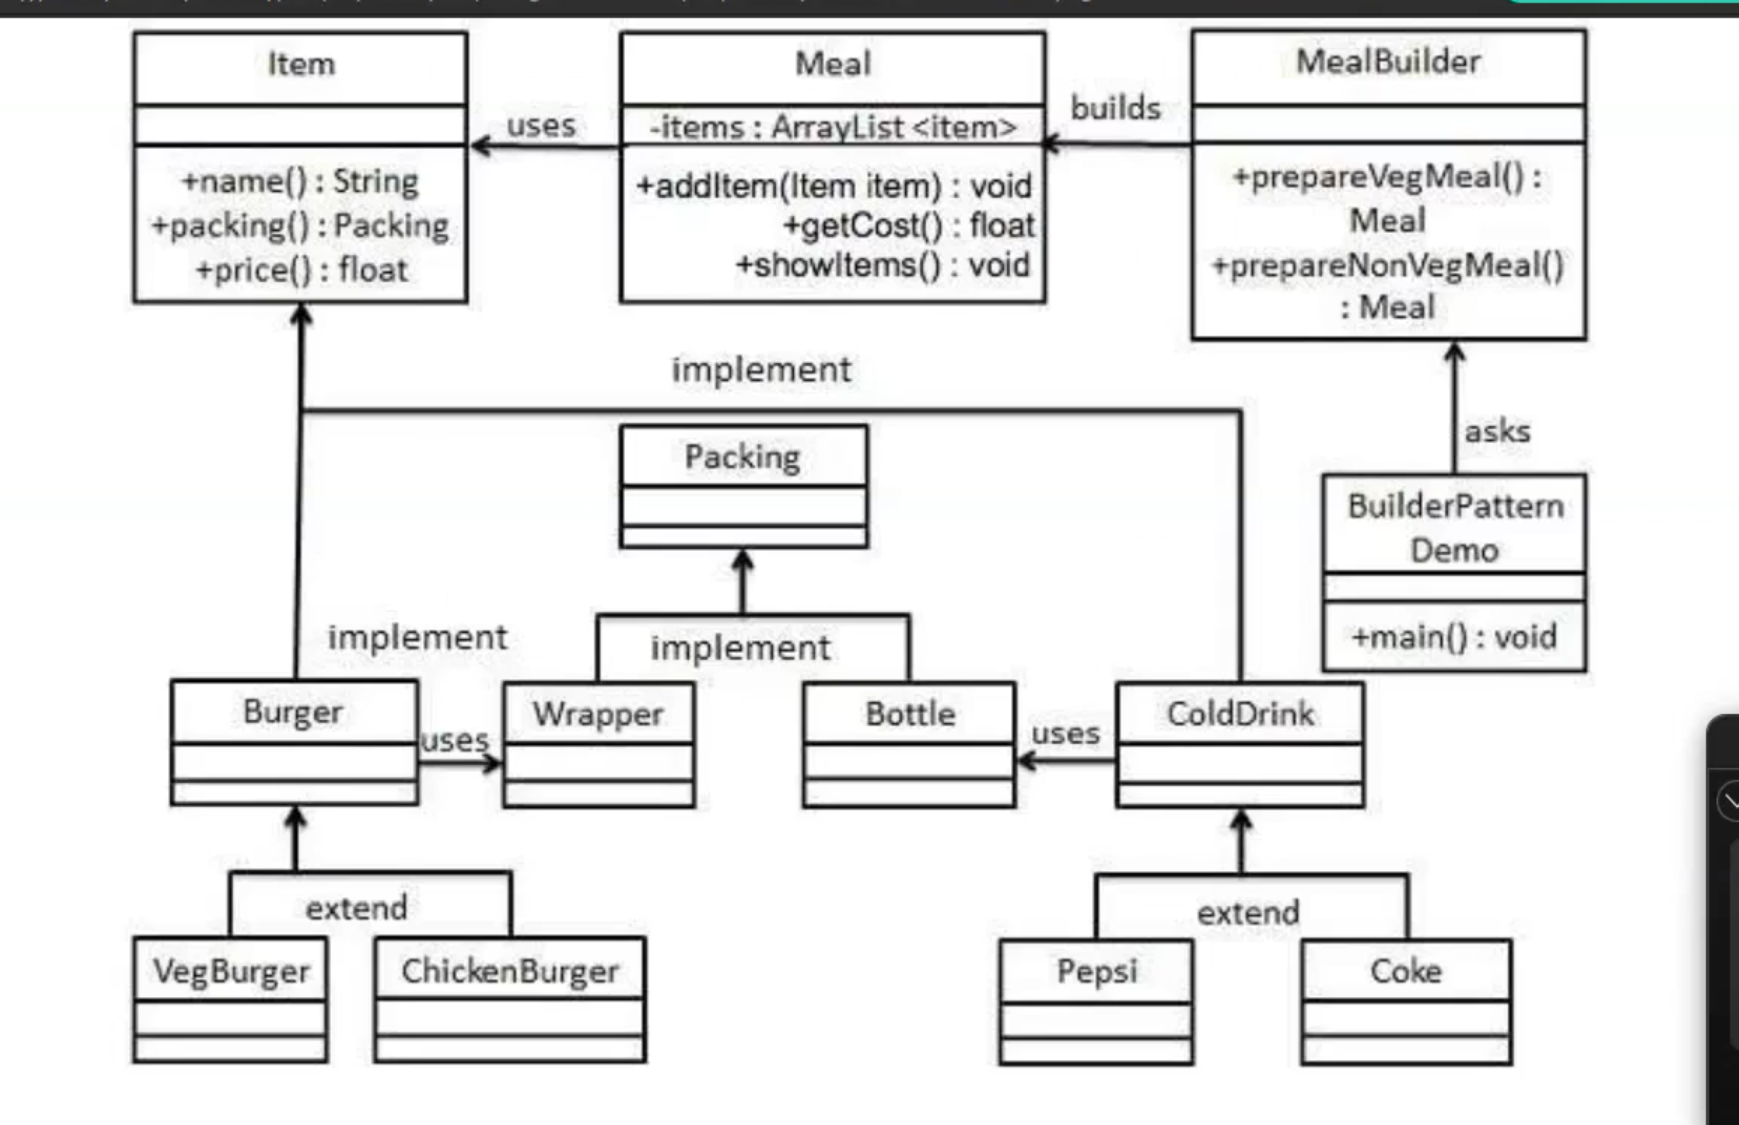 Item
+name() : String
+packing() : Packing
+price() : float
uses
Meal
-items : ArrayList <item>
+addItem(Item item) : void
+getCost() : float
+showItems() : void
builds
MealBuilder
+prepareVegMeal() :
Meal
+prepareNonVegMeal()
: Meal
implement
asks
Packing
BuilderPattern
Demo
+main() : void
implement
implement
Burger
uses
Wrapper
Bottle
uses
ColdDrink
extend
extend
VegBurger
ChickenBurger
Pepsi
Coke